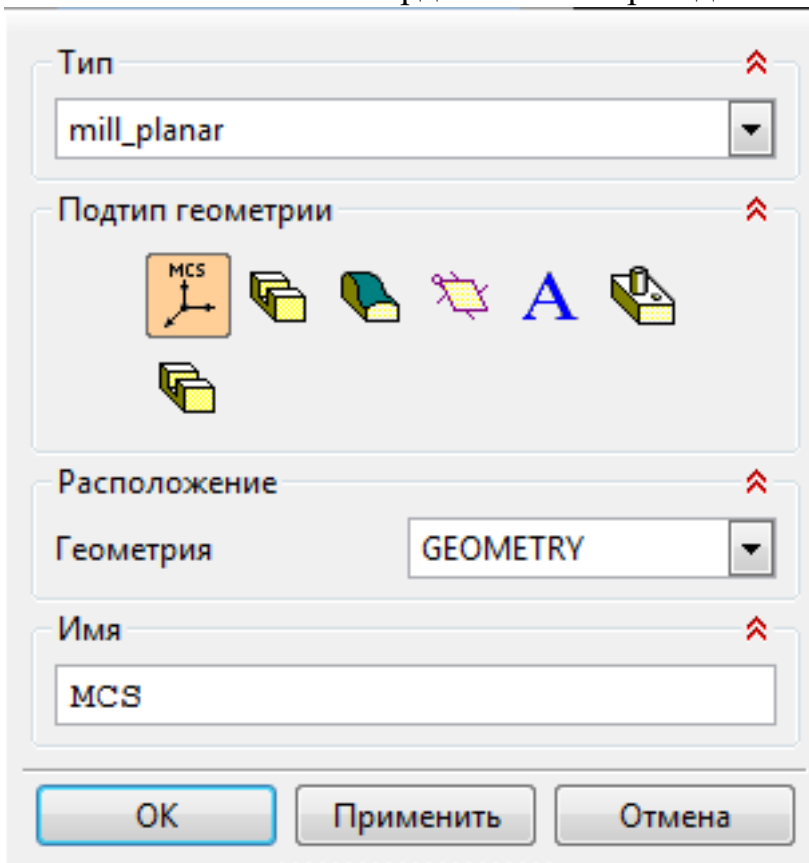 Тип
mill_planar
Подтип геометрии
MCS
A
Расположение
Геометрия GEOMETRY
Имя
MCS
OK Применить Отмена